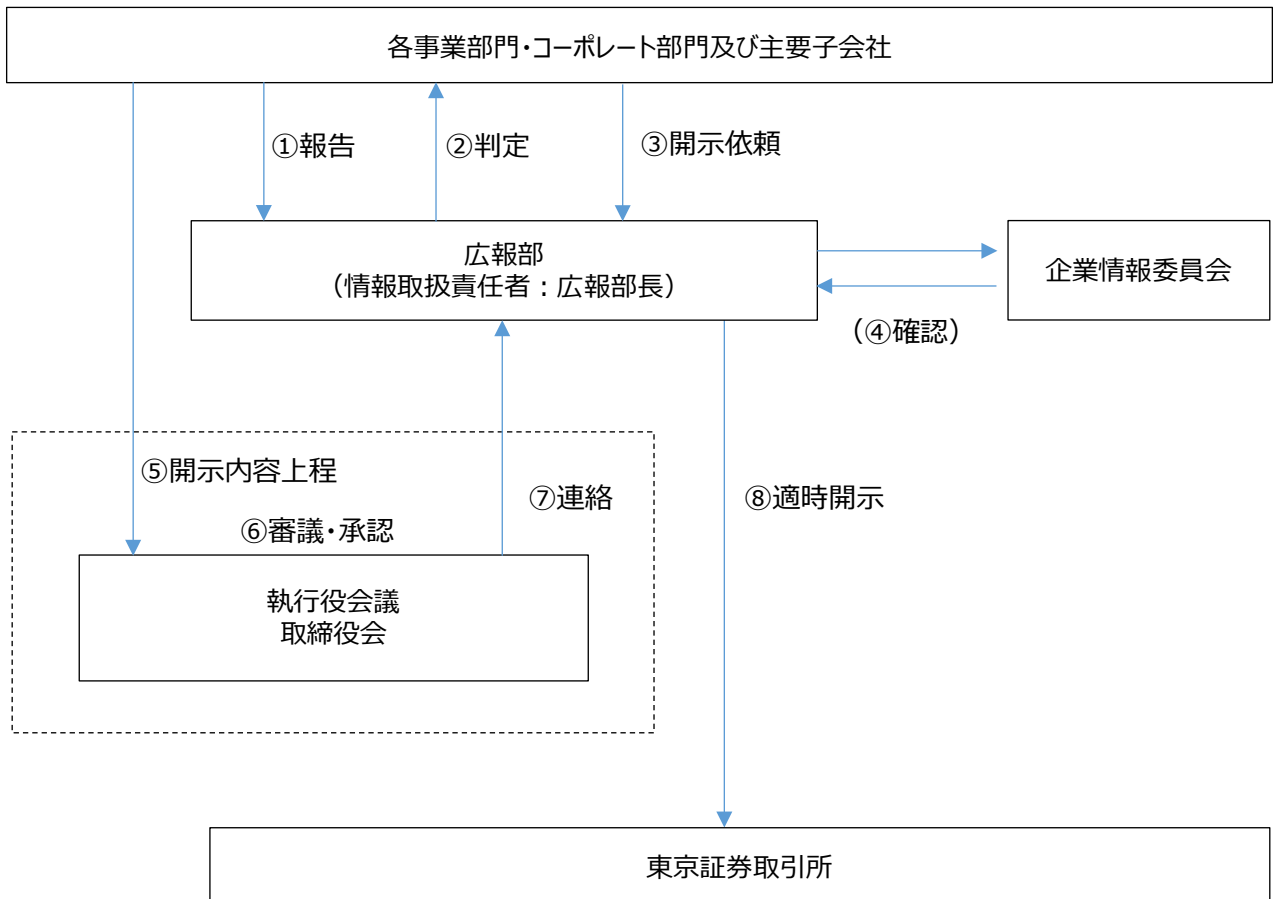 各事業部門・コーポレート部門及び主要子会社
①報告
②判定
③開示依頼
広報部
（情報取扱責任者：広報部長）
企業情報委員会
（④確認）
⑤開示内容上程
⑥審議・承認
⑦連絡
⑧適時開示
執行役会議
取締役会
東京証券取引所